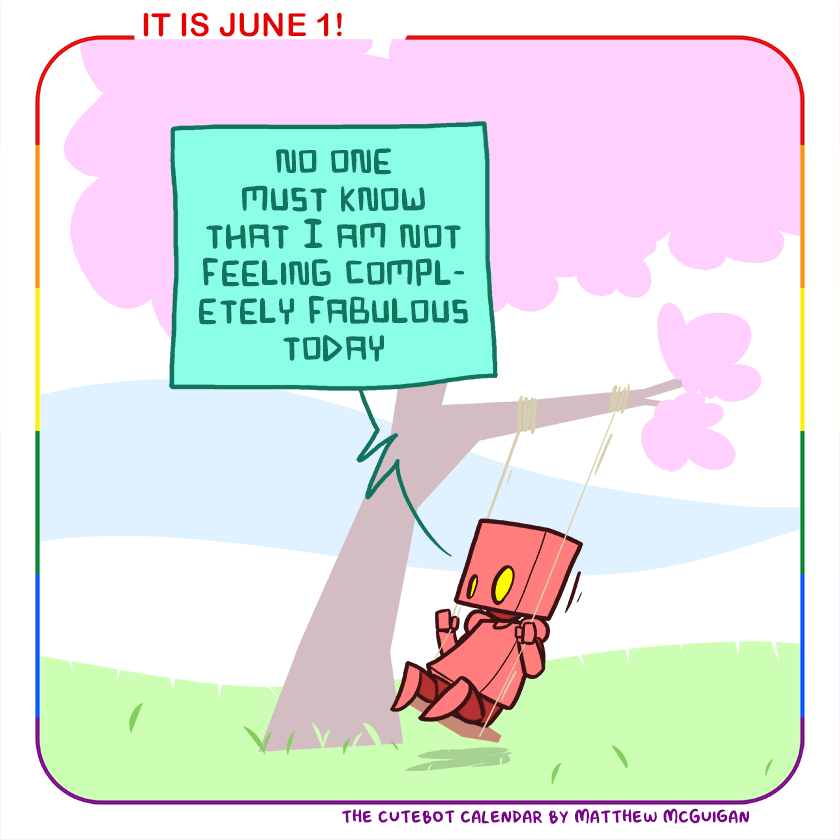 IT IS JUNE 1!
NO ONE
MUST KNOW
THAT I AM NOT
FEELING COMPL-
ETELY FABULOUS
TODAY
THE CUTEBOT CALENDAR BY MATTHEW MCGUIGAN